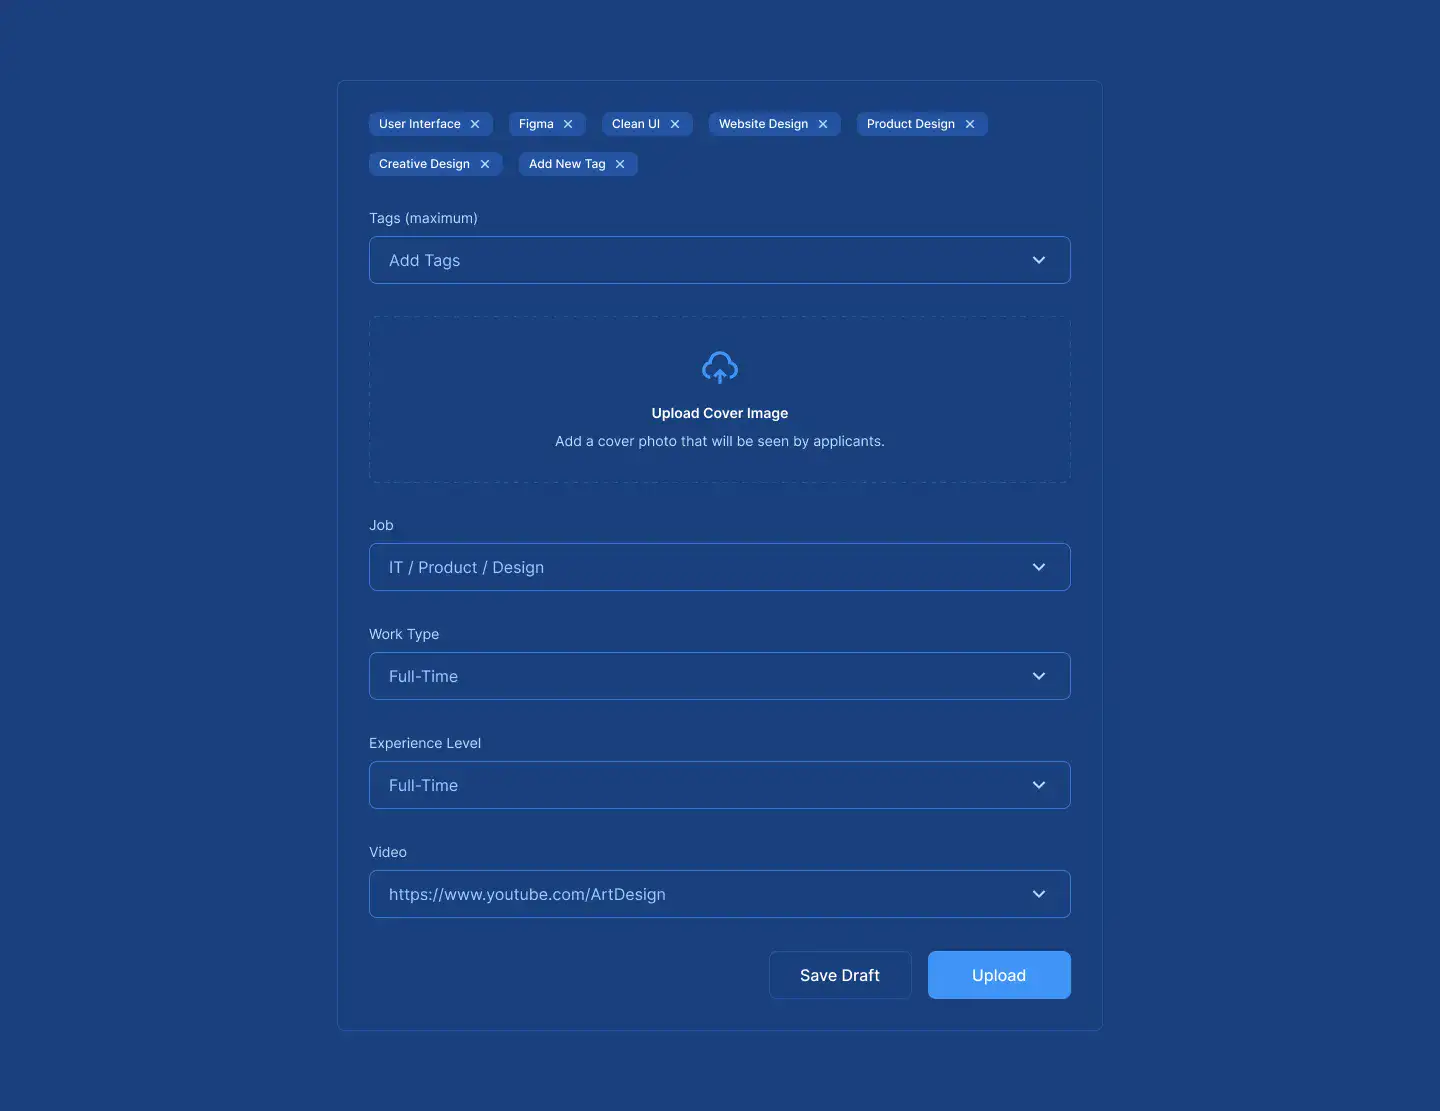 User Interface
Figma
Clean UI
Website Design
Product Design
Creative Design
Add New Tag
Tags (maximum)
Add Tags
Upload Cover Image
Add a cover photo that will be seen by applicants.
Job
IT / Product / Design
Work Type
Full-Time
Experience Level
Full-Time
Video
https://www.youtube.com/ArtDesign
Save Draft
Upload